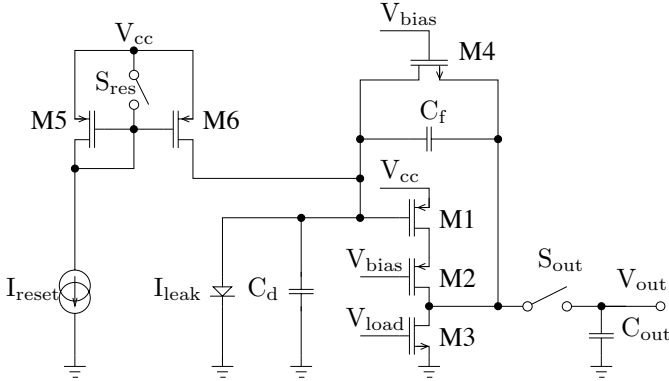 V_bias
V_cc
M4
S_res
M5
M6
C_f
V_cc
M1
I_reset
I_leak
C_d
V_bias
M2
S_out
V_out
V_load
M3
C_out